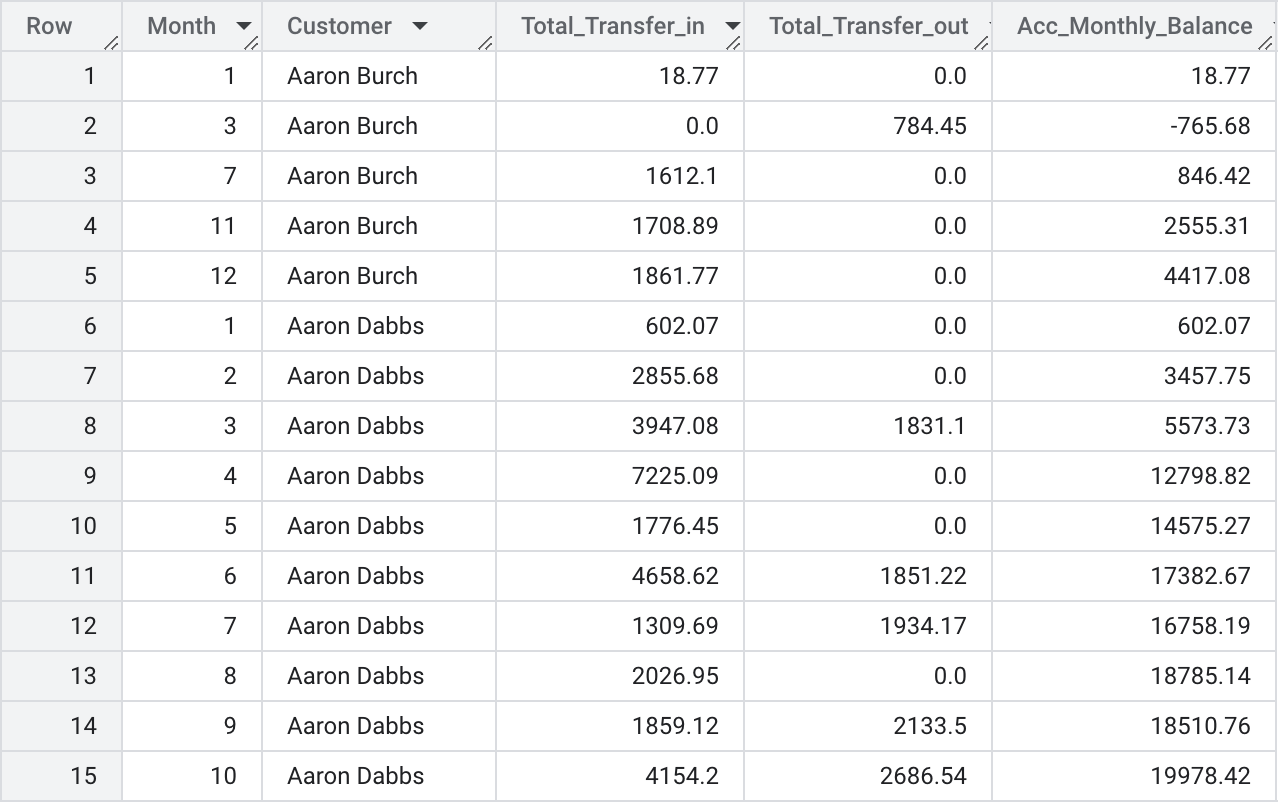 Row Month Customer Total_Transfer_in Total_Transfer_out Acc_Monthly_Balance
1 1 Aaron Burch 18.77 0.0 18.77
2 3 Aaron Burch 0.0 784.45 -765.68
3 7 Aaron Burch 1612.1 0.0 846.42
4 11 Aaron Burch 1708.89 0.0 2555.31
5 12 Aaron Burch 1861.77 0.0 4417.08
6 1 Aaron Dabbs 602.07 0.0 602.07
7 2 Aaron Dabbs 2855.68 0.0 3457.75
8 3 Aaron Dabbs 3947.08 1831.1 5573.73
9 4 Aaron Dabbs 7225.09 0.0 12798.82
10 5 Aaron Dabbs 1776.45 0.0 14575.27
11 6 Aaron Dabbs 4658.62 1851.22 17382.67
12 7 Aaron Dabbs 1309.69 1934.17 16758.19
13 8 Aaron Dabbs 2026.95 0.0 18785.14
14 9 Aaron Dabbs 1859.12 2133.5 18510.76
15 10 Aaron Dabbs 4154.2 2686.54 19978.42